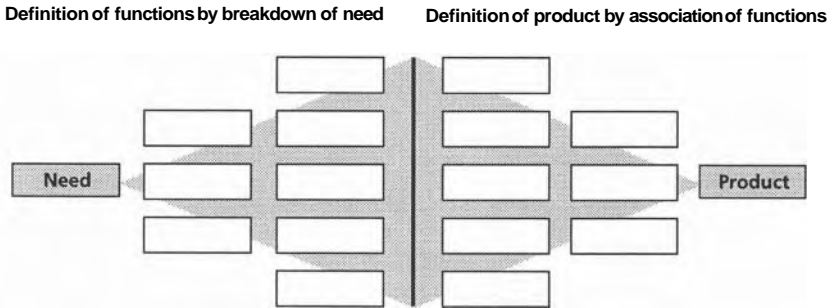 Definition of functions by breakdown of need
Definition of product by association of functions
Need
Product